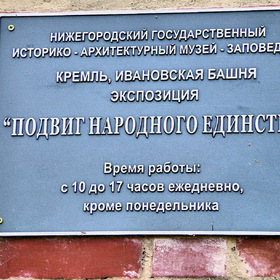 НИЖЕГОРОДСКИЙ ГОСУДАРСТВЕННЫЙ
ИСТОРИКО - АРХИТЕКТУРНЫЙ МУЗЕЙ - ЗАПОВЕД
КРЕМЛЬ, ИВАНОВСКАЯ БАШНЯ
ЭКСПОЗИЦИЯ
"ПОДВИГ НАРОДНОГО ЕДИНСТ
Время работы:
с 10 до 17 часов ежедневно,
кроме понедельника